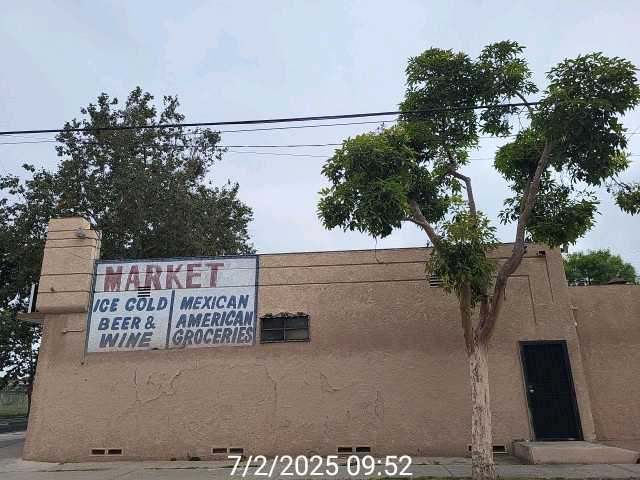 MARKET
ICE COLD
BEER &
WINE
MEXICAN
AMERICAN
GROCERIES
7/2/2025 09:52